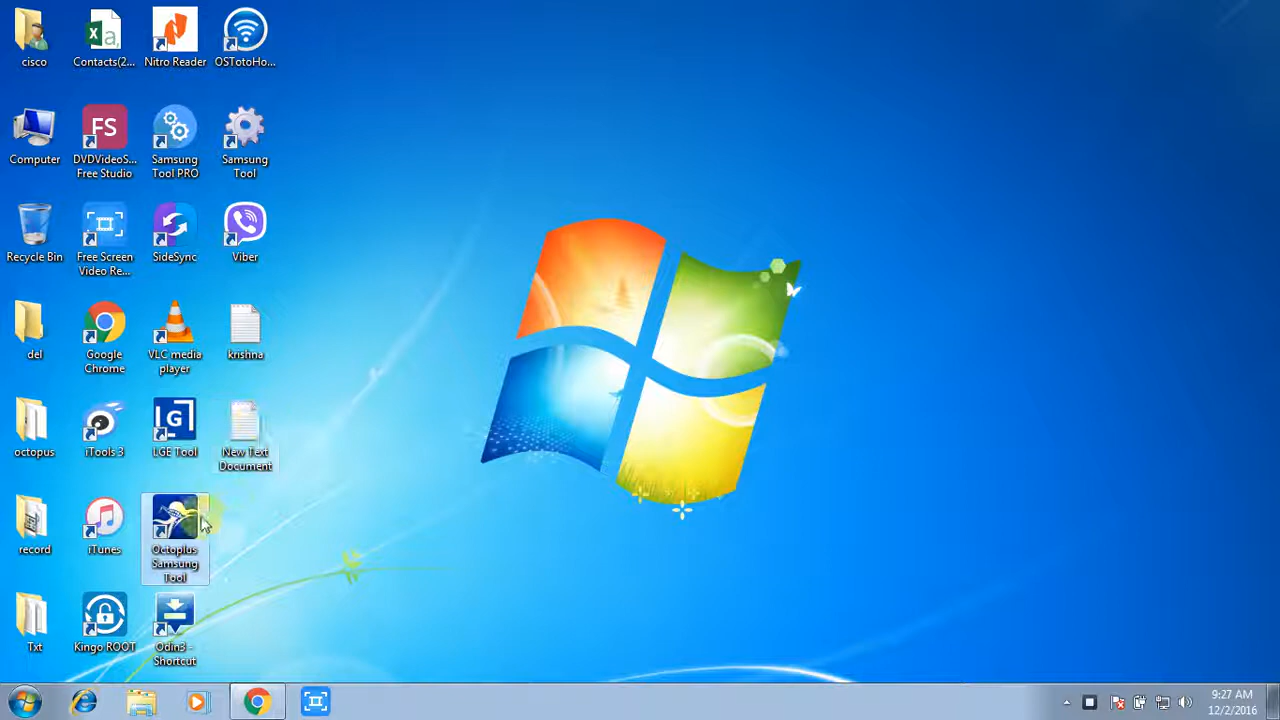 cisco
Contacts(2...
Nitro Reader
OSTotoHo...
Computer
FS
DVDVideoS...
Free Studio
Samsung
Tool PRO
Samsung
Tool
Recycle Bin
Free Screen
Video Re...
SideSync
Viber
del
Google
Chrome
VLC media
player
krishna
octopus
iTools 3
LG
LGE Tool
New Text
Document
record
iTunes
Octoplus
Samsung
Tool
Txt
Kingo ROOT
Odin3 -
Shortcut
9:27 AM
12/2/2016